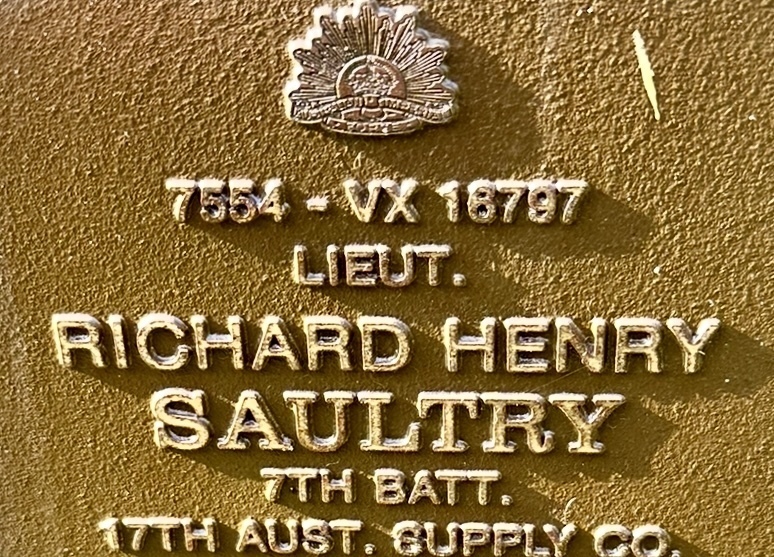 7554 - VX 16797
LIEUT.
RICHARD HENRY
SAULTRY
7TH BATT.
17TH AUST. SUPPLY CO